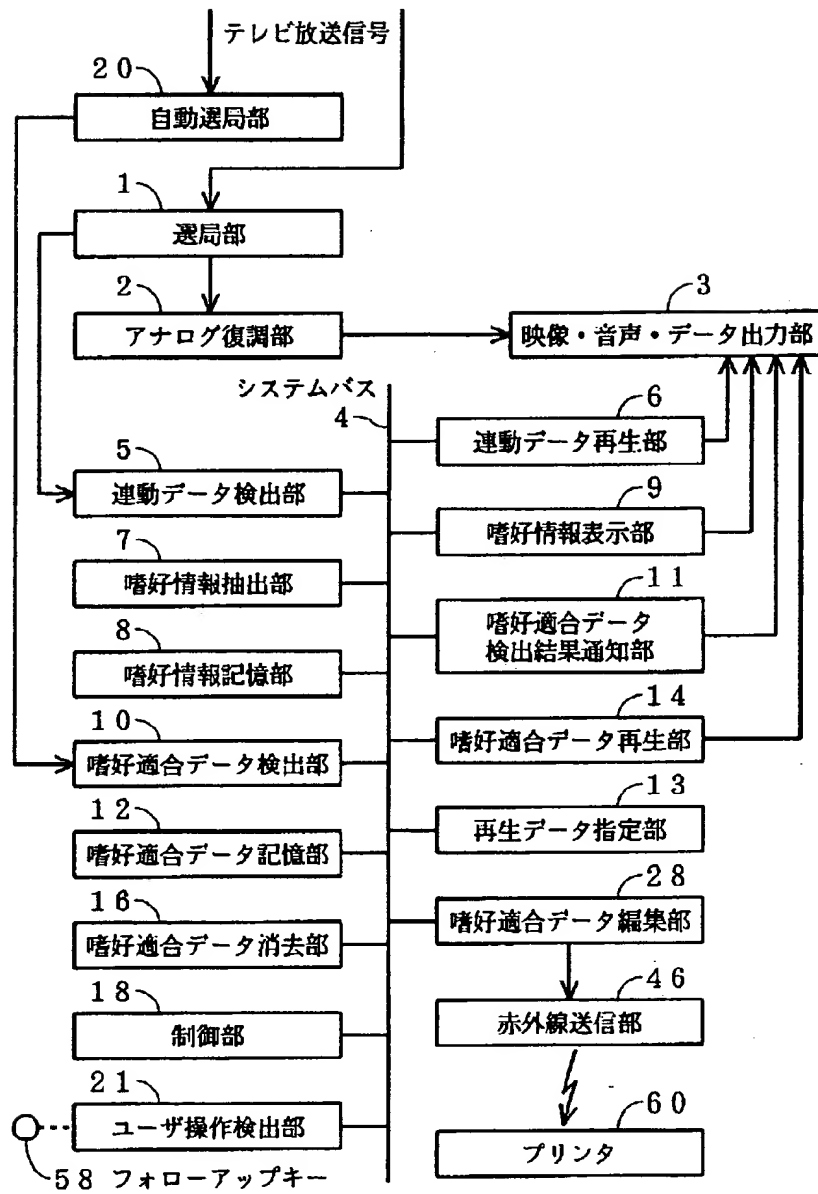 テレビ放送信号
20
自動選局部
1
選局部
2
アナログ復調部
3
映像・音声・データ出力部
システムバス
4
5
連動データ検出部
6
連動データ再生部
7
嗜好情報抽出部
9
嗜好情報表示部
8
嗜好情報記憶部
11
嗜好適合データ
検出結果通知部
10
嗜好適合データ検出部
14
嗜好適合データ再生部
12
嗜好適合データ記憶部
13
再生データ指定部
16
嗜好適合データ消去部
28
嗜好適合データ編集部
18
制御部
46
赤外線送信部
21
ユーザ操作検出部
60
プリンタ
58 フォローアップキー